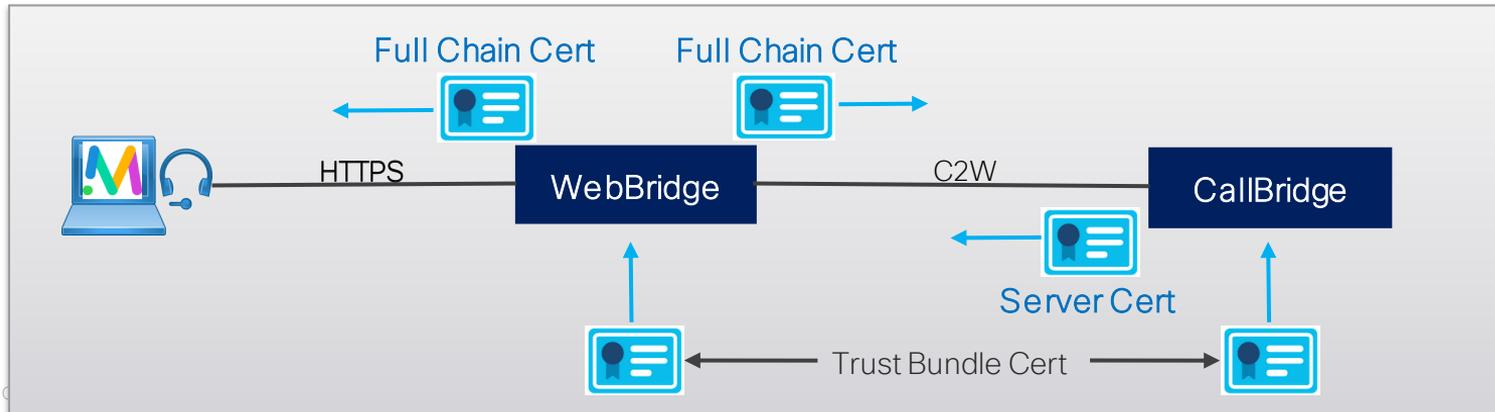 Full Chain Cert
Full Chain Cert
HTTPS
WebBridge
C2W
CallBridge
Server Cert
Trust Bundle Cert